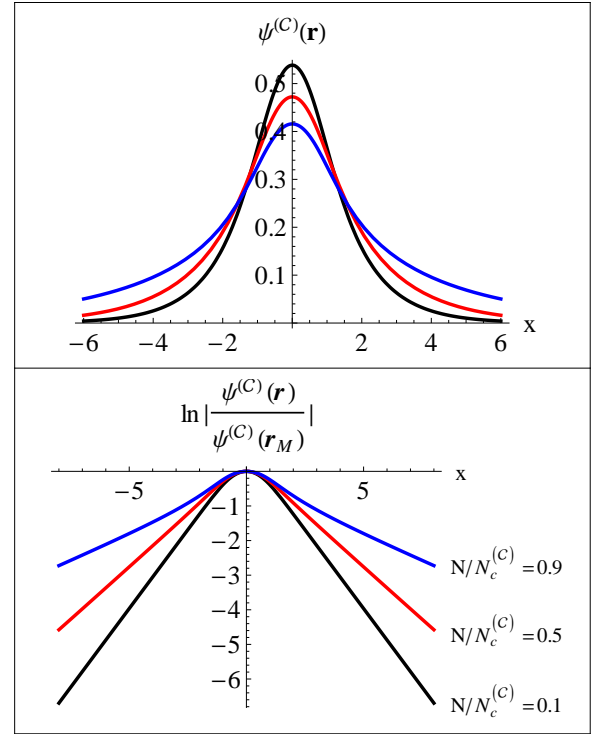 ψ^(C)(r)
0.5
0.4
0.3
0.2
0.1
−6 −4 −2 2 4 6 x
ln|ψ^(C)(r)/ψ^(C)(r_M)|
−5 5 x
−1
−2
−3
−4
−5
−6
N/N_c^(C) = 0.9
N/N_c^(C) = 0.5
N/N_c^(C) = 0.1